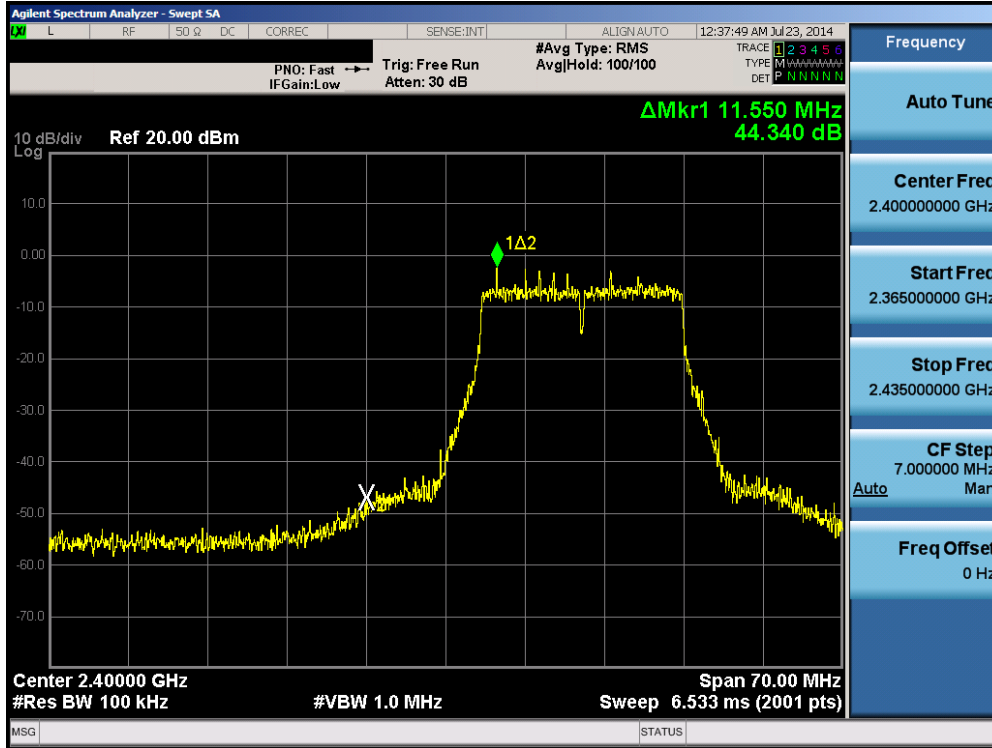 Agilent Spectrum Analyzer - Swept SA
LXI L RF 50 Ω DC CORREC SENSE:INT ALIGN AUTO 12:37:49 AM Jul 23, 2014
PNO: Fast
IFGain:Low
Trig: Free Run
Atten: 30 dB
#Avg Type: RMS
Avg|Hold: 100/100
TRACE 1 2 3 4 5 6
TYPE M
DET P N N N N N
ΔMkr1 11.550 MHz
44.340 dB
10 dB/div Ref 20.00 dBm
Log
10.0
0.00
-10.0
-20.0
-30.0
-40.0
-50.0
-60.0
-70.0
1Δ2
X
Center 2.40000 GHz Span 70.00 MHz
#Res BW 100 kHz #VBW 1.0 MHz Sweep 6.533 ms (2001 pts)
MSG STATUS
Frequency
Auto Tune
Center Freq
2.400000000 GHz
Start Freq
2.365000000 GHz
Stop Freq
2.435000000 GHz
CF Step
7.000000 MHz
Auto Man
Freq Offset
0 Hz